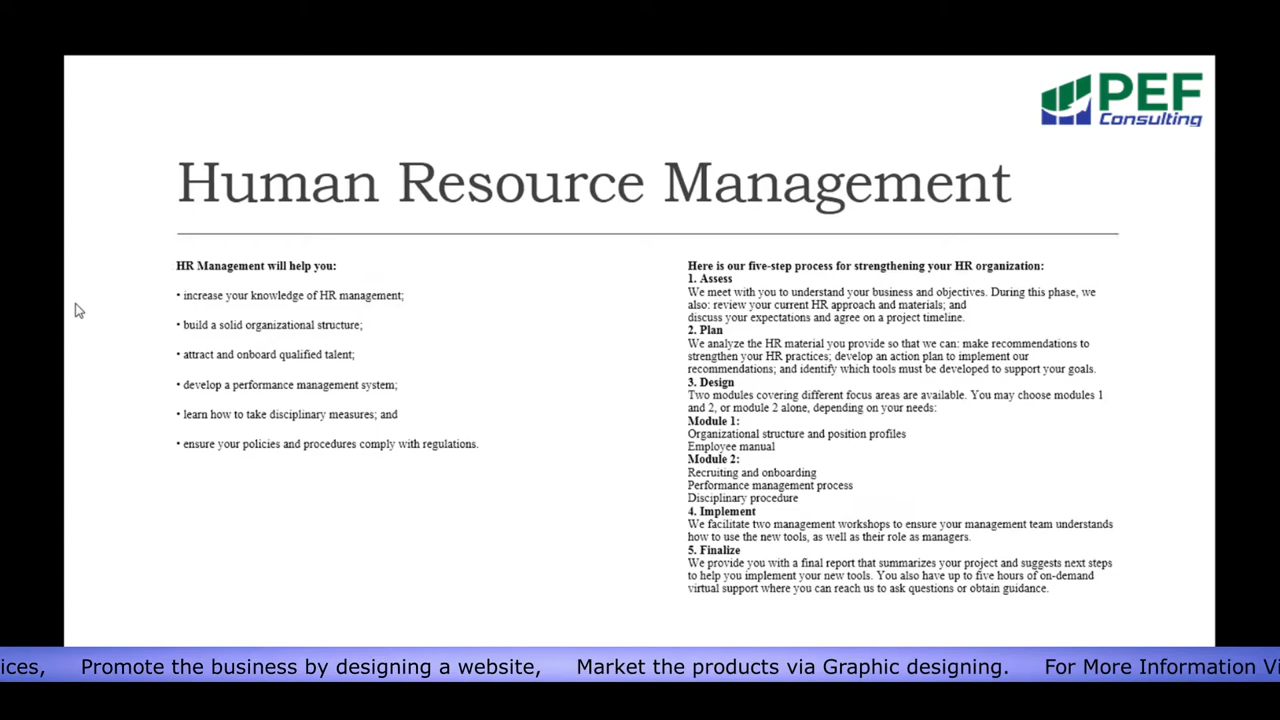 PEF
Consulting
Human Resource Management
HR Management will help you:
• increase your knowledge of HR management;
• build a solid organizational structure;
• attract and onboard qualified talent;
• develop a performance management system;
• learn how to take disciplinary measures; and
• ensure your policies and procedures comply with regulations.
Here is our five-step process for strengthening your HR organization:
1. Assess
We meet with you to understand your business and objectives. During this phase, we
also: review your current HR approach and materials; and
discuss your expectations and agree on a project timeline.
2. Plan
We analyze the HR material you provide so that we can: make recommendations to
strengthen your HR practices; develop an action plan to implement our
recommendations; and identify which tools must be developed to support your goals.
3. Design
Two modules covering different focus areas are available. You may choose modules 1
and 2, or module 2 alone, depending on your needs:
Module 1:
Organizational structure and position profiles
Employee manual
Module 2:
Recruiting and onboarding
Performance management process
Disciplinary procedure
4. Implement
We facilitate two management workshops to ensure your management team understands
how to use the new tools, as well as their role as managers.
5. Finalize
We provide you with a final report that summarizes your project and suggests next steps
to help you implement your new tools. You also have up to five hours of on-demand
virtual support where you can reach us to ask questions or obtain guidance.
ices, Promote the business by designing a website, Market the products via Graphic designing. For More Information Vi